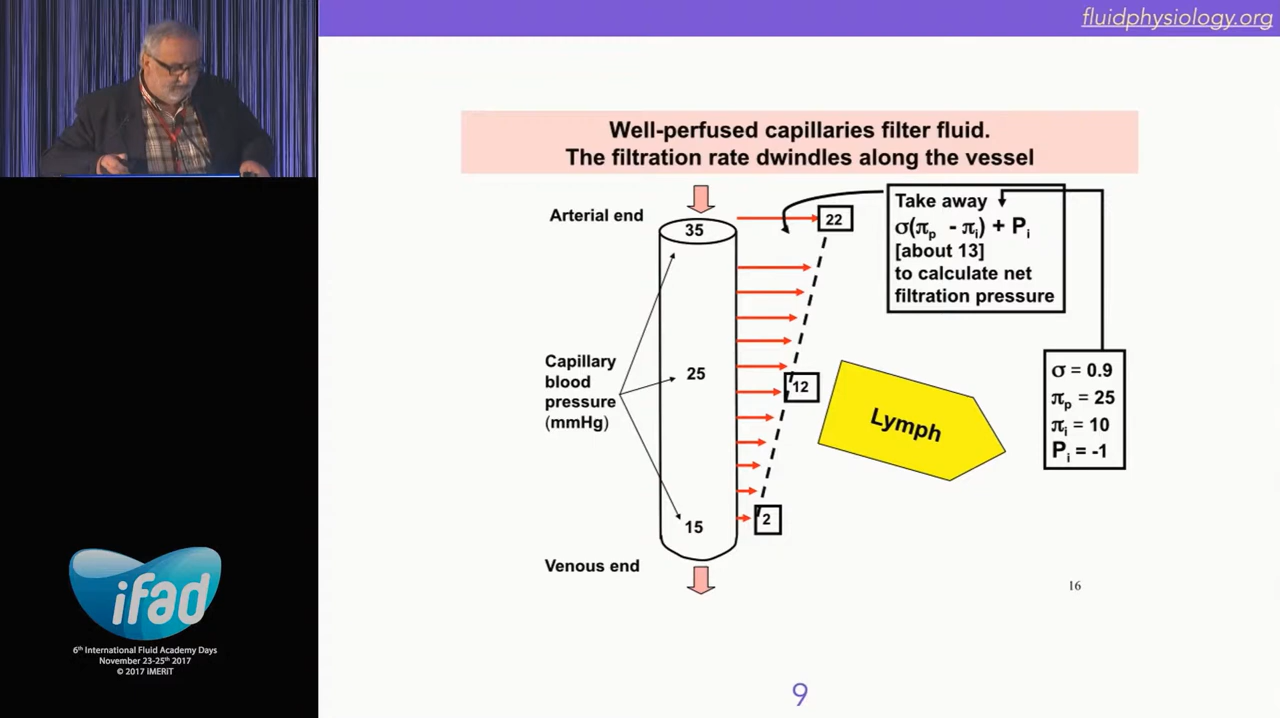 fluidphysiology.org
Well-perfused capillaries filter fluid.
The filtration rate dwindles along the vessel
Arterial end
35
22
Take away
σ(πp - πi) + Pi
[about 13]
to calculate net
filtration pressure
Capillary
blood
pressure
(mmHg)
25
12
Lymph
σ = 0.9
πp = 25
πi = 10
Pi = -1
15
2
Venous end
16
ifad
6th International Fluid Academy Days
November 23-25th 2017
© 2017 iMERiT
9